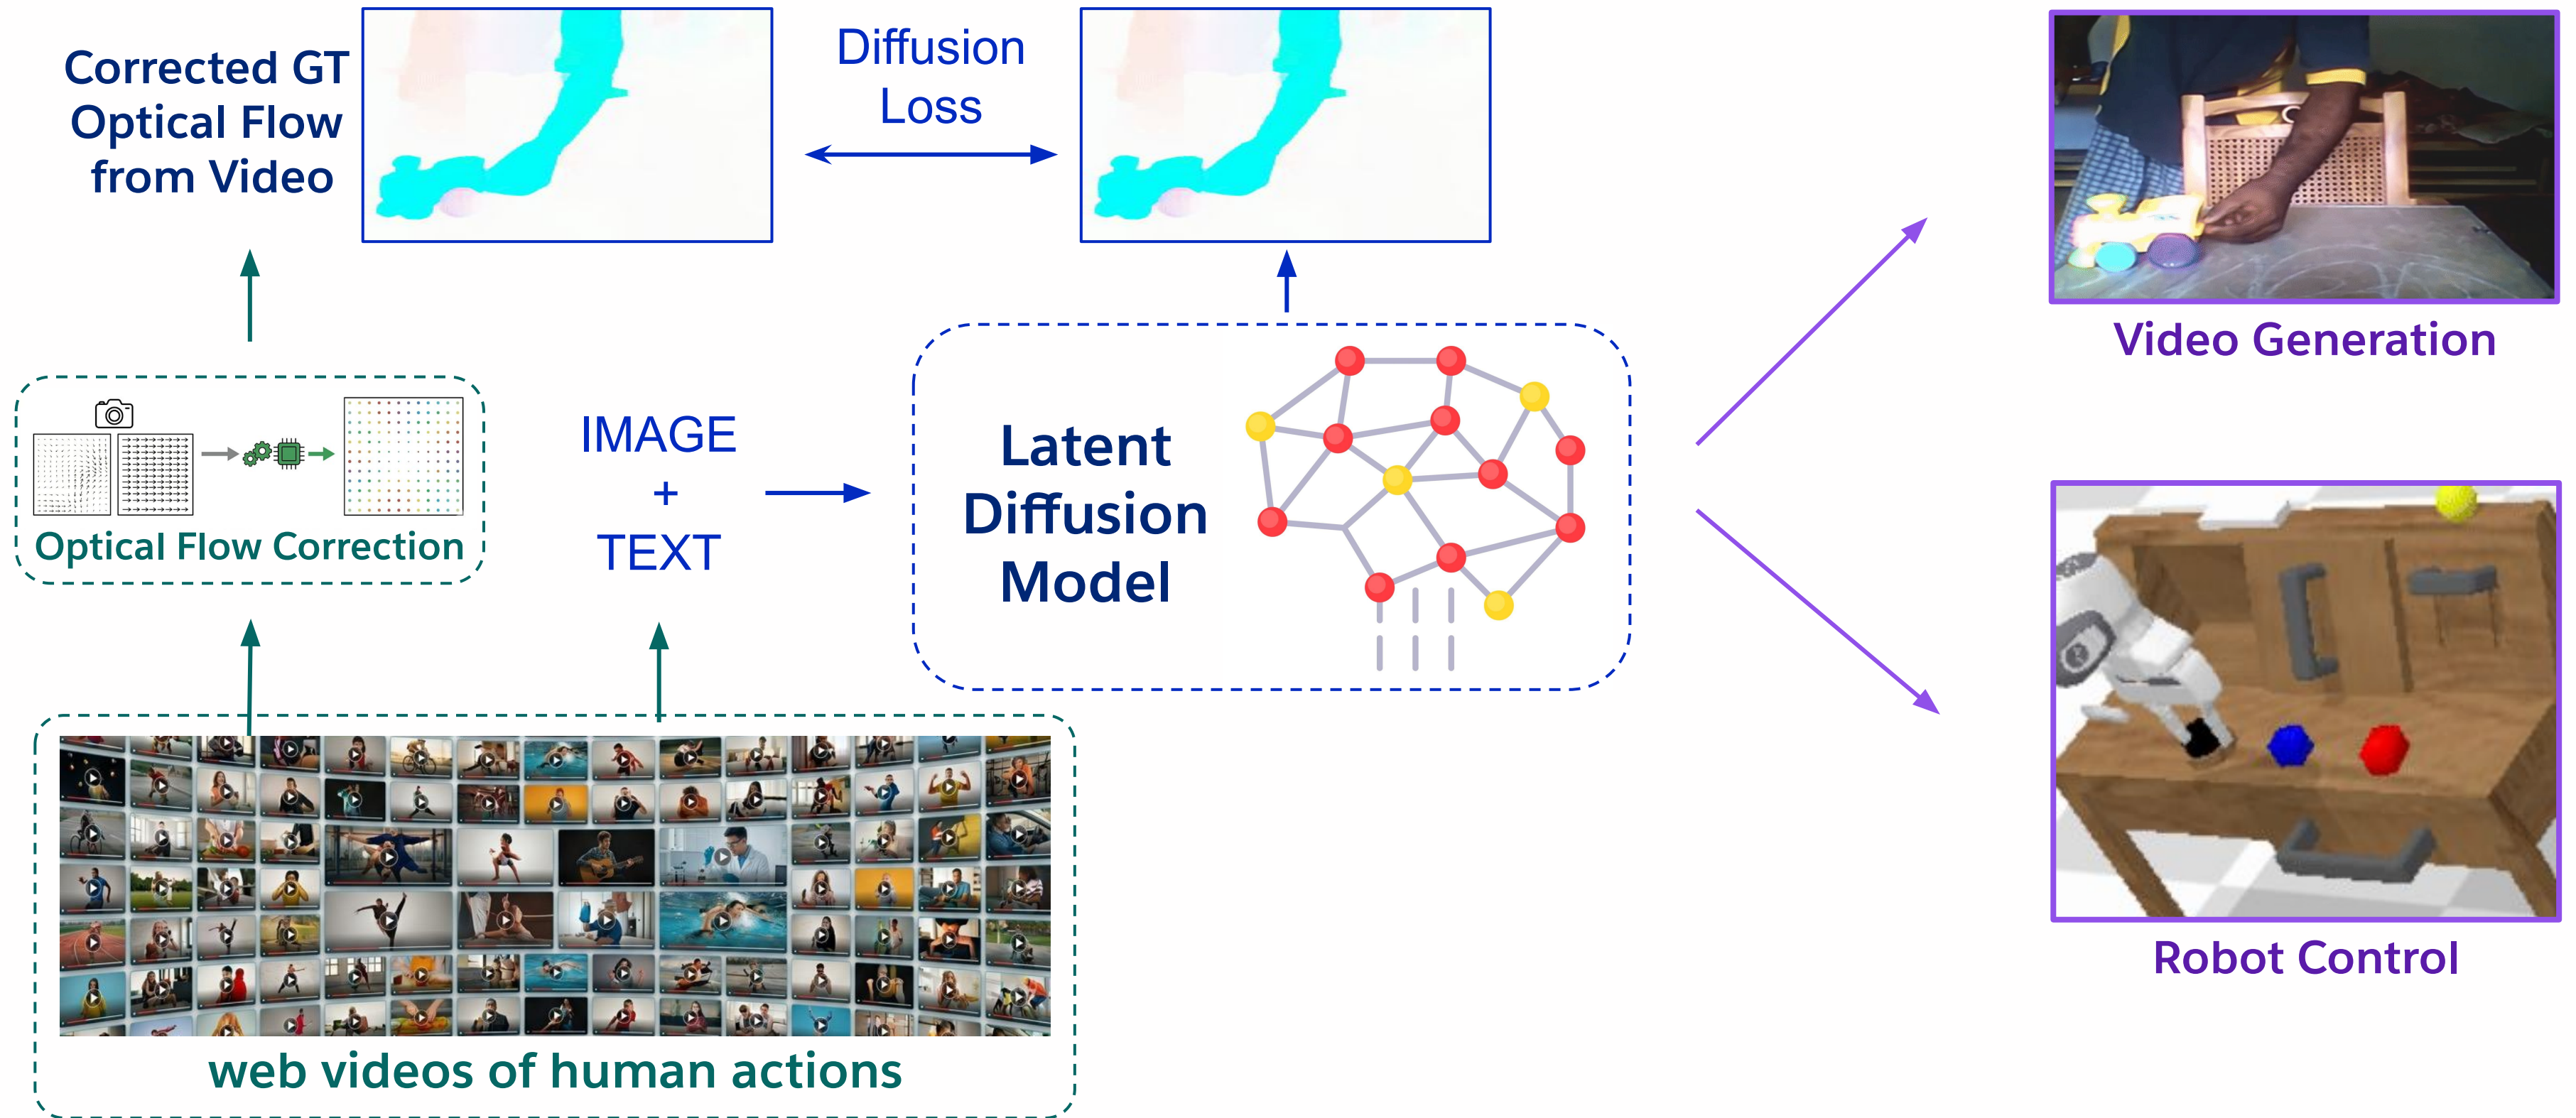 Corrected GT
Optical Flow
from Video
Diffusion
Loss
Video Generation
Optical Flow Correction
IMAGE
+
TEXT
Latent
Diffusion
Model
Robot Control
web videos of human actions